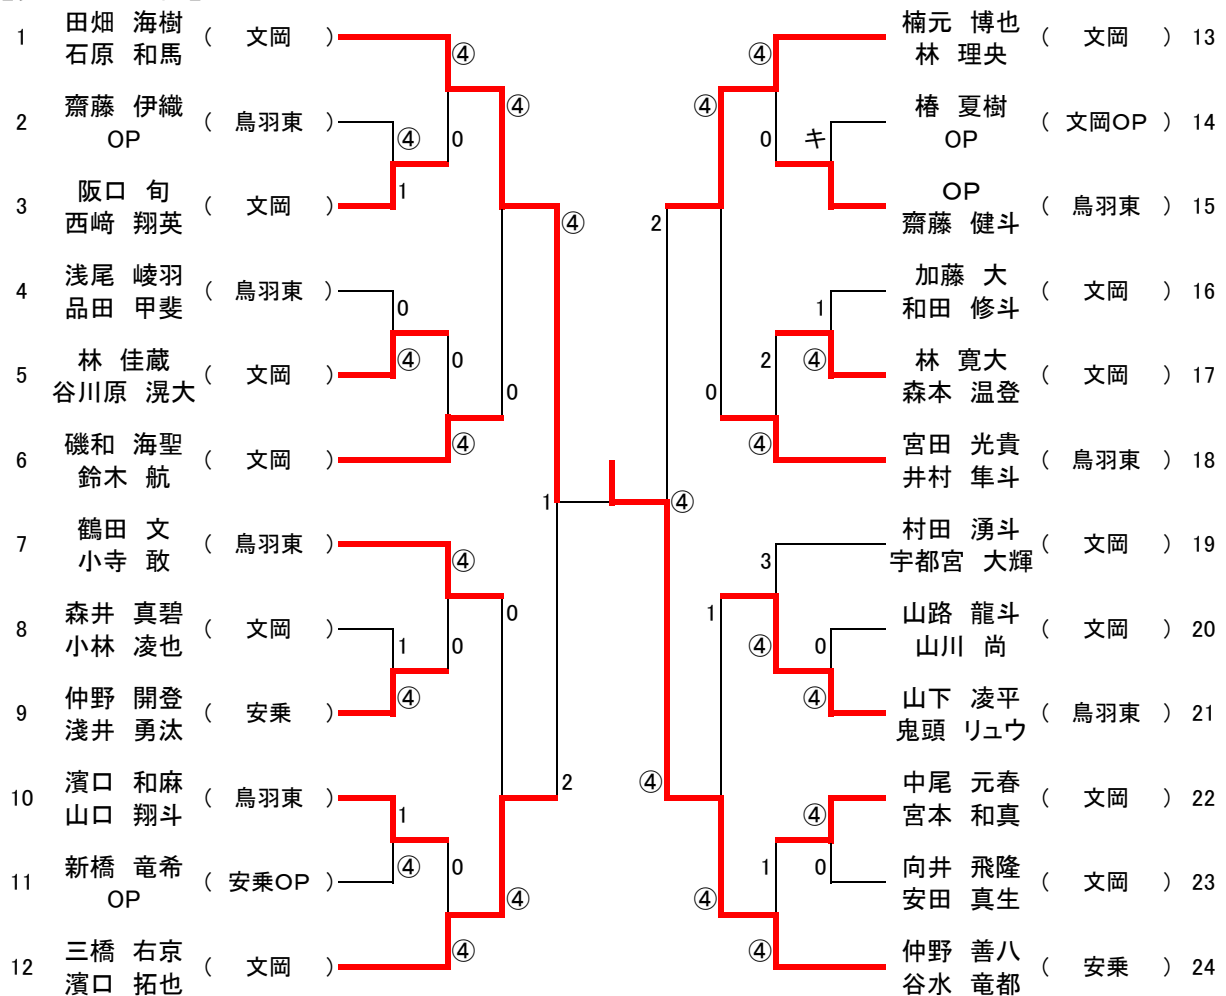 1 田畑 海樹 ( 文岡 )
石原 和馬
2 齋藤 伊織 ( 鳥羽東 )
OP
3 阪口 旬 ( 文岡 )
西﨑 翔英
4 浅尾 崚羽 ( 鳥羽東 )
品田 甲斐
5 林 佳蔵 ( 文岡 )
谷川原 滉大
6 磯和 海聖 ( 文岡 )
鈴木 航
7 鶴田 文 ( 鳥羽東 )
小寺 敢
8 森井 真碧 ( 文岡 )
小林 凌也
9 仲野 開登 ( 安乗 )
淺井 勇汰
10 濱口 和麻 ( 鳥羽東 )
山口 翔斗
11 新橋 竜希 ( 安乗OP )
OP
12 三橋 右京 ( 文岡 )
濱口 拓也
④
④ 0
1
0
④ 0
④
④
1 0
④
1
④ 0
④
④
0
0
④
④
2
1
④
2
④
④
0
④
1
④
④
0 キ
1
2 ④
④
3
④ 0
④
④
1 0
④
楠元 博也 ( 文岡 ) 13
林 理央
椿 夏樹 ( 文岡OP ) 14
OP
OP ( 鳥羽東 ) 15
齋藤 健斗
加藤 大 ( 文岡 ) 16
和田 修斗
林 寛大 ( 文岡 ) 17
森本 温登
宮田 光貴 ( 鳥羽東 ) 18
井村 隼斗
村田 湧斗 ( 文岡 ) 19
宇都宮 大輝
山路 龍斗 ( 文岡 ) 20
山川 尚
山下 凌平 ( 鳥羽東 ) 21
鬼頭 リュウ
中尾 元春 ( 文岡 ) 22
宮本 和真
向井 飛隆 ( 文岡 ) 23
安田 真生
仲野 善八 ( 安乗 ) 24
谷水 竜都